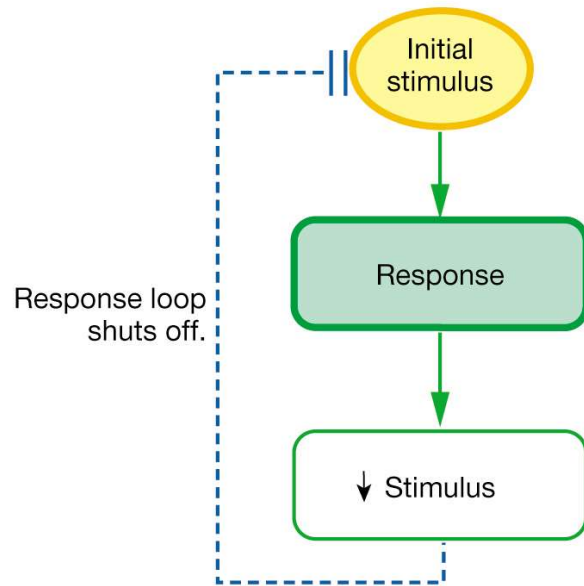 Initial
stimulus
Response
Response loop
shuts off.
↓ Stimulus